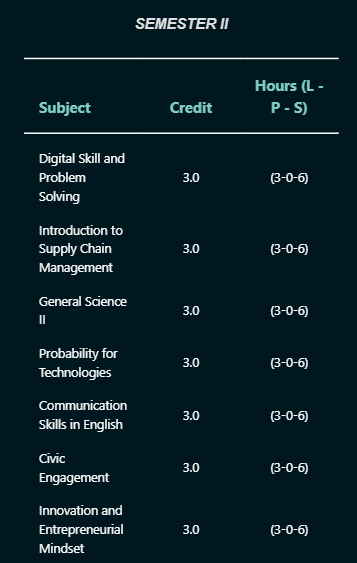 SEMESTER II
Hours (L -
Subject Credit P - S)
Digital Skill and
Problem 3.0 (3-0-6)
Solving
Introduction to
Supply Chain 3.0 (3-0-6)
Management
General Science 3.0 (3-0-6)
II
Probability for 3.0 (3-0-6)
Technologies
Communication 3.0 (3-0-6)
Skills in English
Civic 3.0 (3-0-6)
Engagement
Innovation and
Entrepreneurial 3.0 (3-0-6)
Mindset